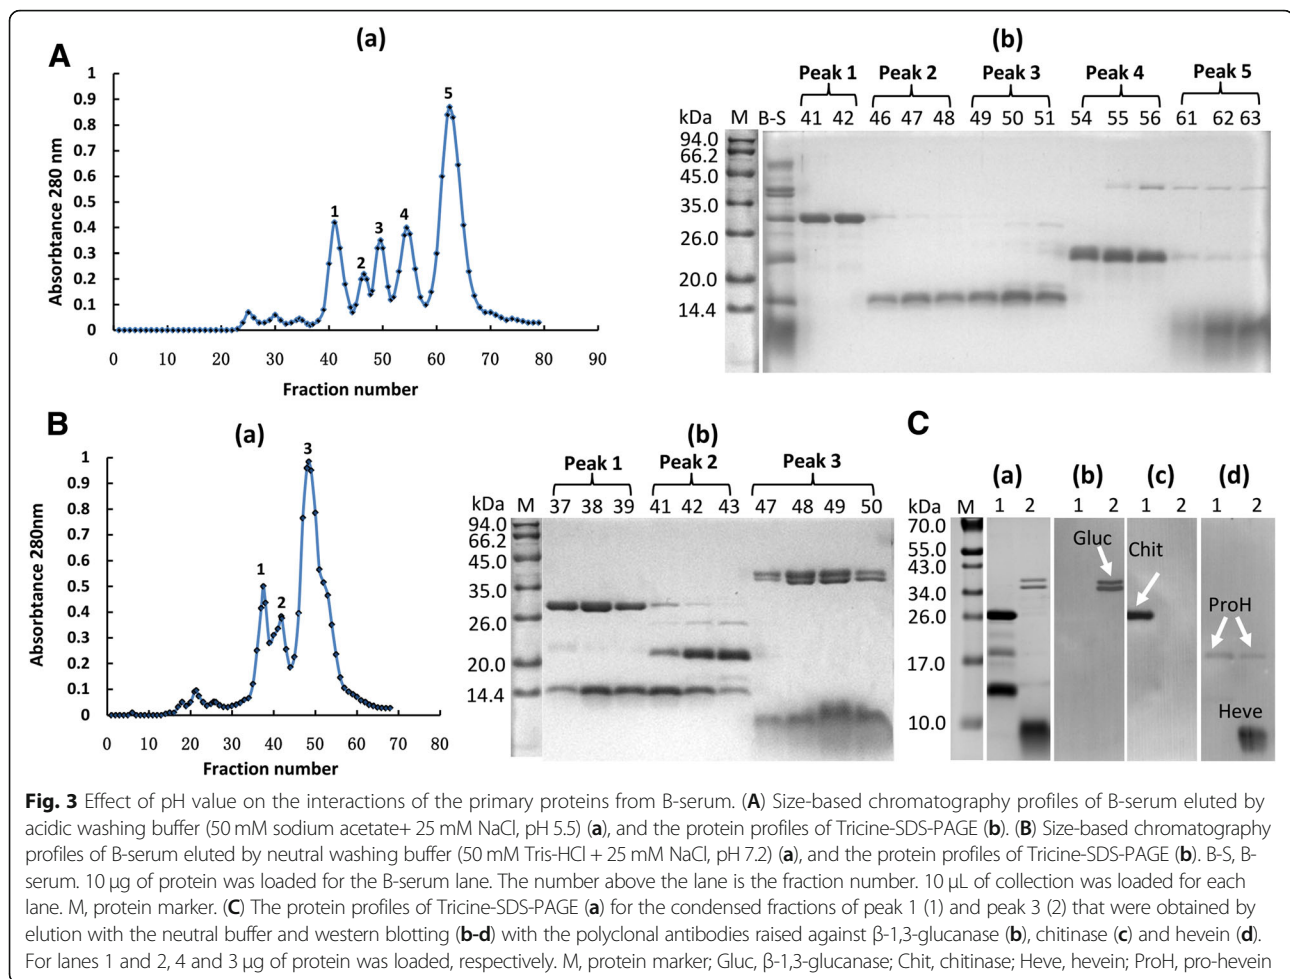 A
(a)
Absorbtance 280 nm
1
0.9
0.8
0.7
0.6
0.5
0.4
0.3
0.2
0.1
0
1
2
3
4
5
0 10 20 30 40 50 60 70 80 90
Fraction number
(b)
Peak 1 Peak 2 Peak 3 Peak 4 Peak 5
kDa M B-S 41 42 46 47 48 49 50 51 54 55 56 61 62 63
94.0
66.2
45.0
35.0
26.0
20.0
14.4
B
(a)
Absorbtance 280nm
1
0.9
0.8
0.7
0.6
0.5
0.4
0.3
0.2
0.1
0
1
2
3
0 10 20 30 40 50 60 70 80
Fraction number
(b)
Peak 1 Peak 2 Peak 3
kDa M 37 38 39 41 42 43 47 48 49 50
94.0
66.2
45.0
35.0
26.0
20.0
14.4
C
(a) (b) (c) (d)
kDa M 1 2 1 2 1 2 1 2
70.0
55.0
43.0
34.0
26.0
17.0
10.0
Gluc
Chit
ProH
Heve
Fig. 3 Effect of pH value on the interactions of the primary proteins from B-serum. (A) Size-based chromatography profiles of B-serum eluted by
acidic washing buffer (50 mM sodium acetate+ 25 mM NaCl, pH 5.5) (a), and the protein profiles of Tricine-SDS-PAGE (b). (B) Size-based chromatography
profiles of B-serum eluted by neutral washing buffer (50 mM Tris-HCl + 25 mM NaCl, pH 7.2) (a), and the protein profiles of Tricine-SDS-PAGE (b). B-S, B-
serum. 10 μg of protein was loaded for the B-serum lane. The number above the lane is the fraction number. 10 μL of collection was loaded for each
lane. M, protein marker. (C) The protein profiles of Tricine-SDS-PAGE (a) for the condensed fractions of peak 1 (1) and peak 3 (2) that were obtained by
elution with the neutral buffer and western blotting (b-d) with the polyclonal antibodies raised against β-1,3-glucanase (b), chitinase (c) and hevein (d).
For lanes 1 and 2, 4 and 3 μg of protein was loaded, respectively. M, protein marker; Gluc, β-1,3-glucanase; Chit, chitinase; Heve, hevein; ProH, pro-hevein